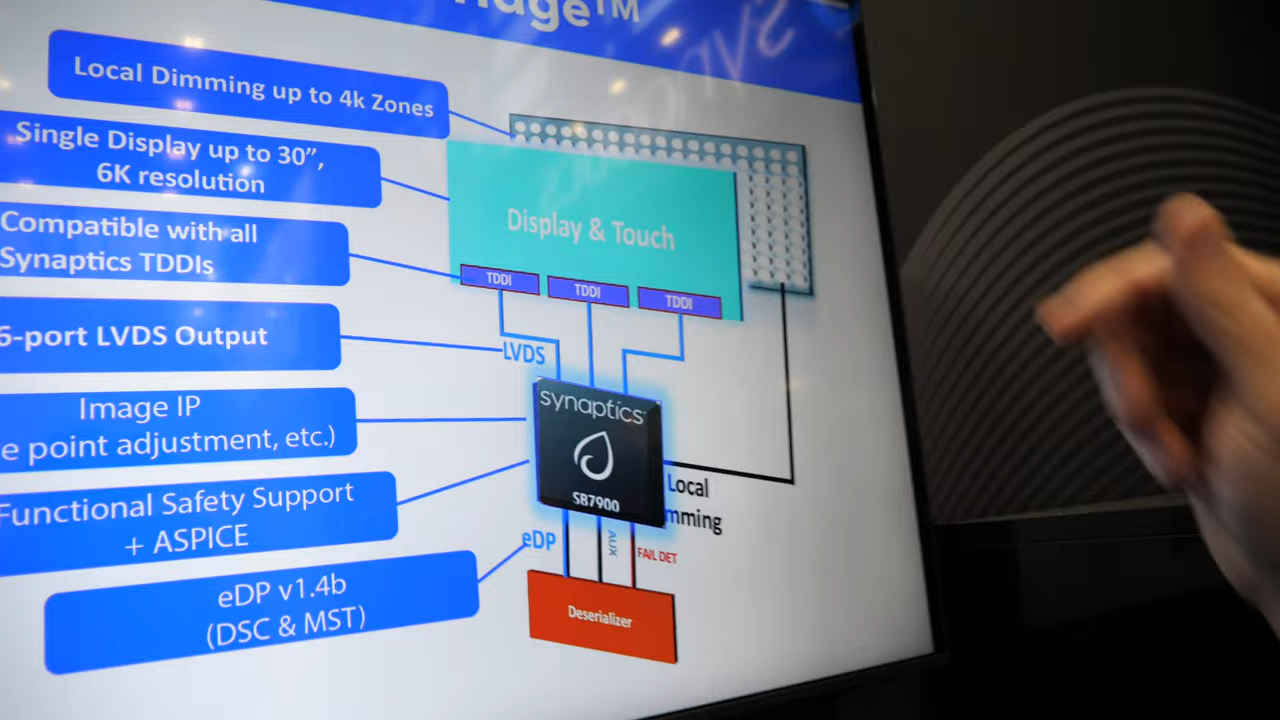 Local Dimming up to 4k Zones
Single Display up to 30”,
6K resolution
Compatible with all
Synaptics TDDIs
6-port LVDS Output
Image IP
point adjustment, etc.)
Functional Safety Support
+ ASPICE
eDP v1.4b
(DSC & MST)
Display & Touch
TDDI
TDDI
TDDI
LVDS
synaptics
SB7900
Local
eDP
AUX
FAIL DET
Deserializer